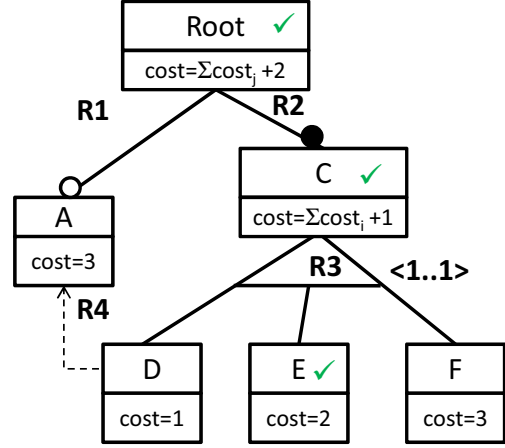 Root ✓
cost=Σcost_j +2
R1
R2
C ✓
cost=Σcost_i +1
A
cost=3
R3
<1..1>
R4
D
E ✓
F
cost=1
cost=2
cost=3